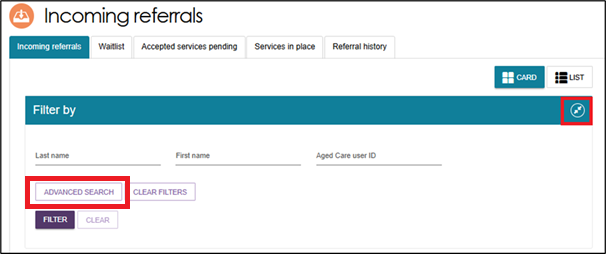 Incoming referrals
Incoming referrals Waitlist Accepted services pending Services in place Referral history
CARD LIST
Filter by
Last name First name Aged Care user ID
ADVANCED SEARCH CLEAR FILTERS
FILTER CLEAR